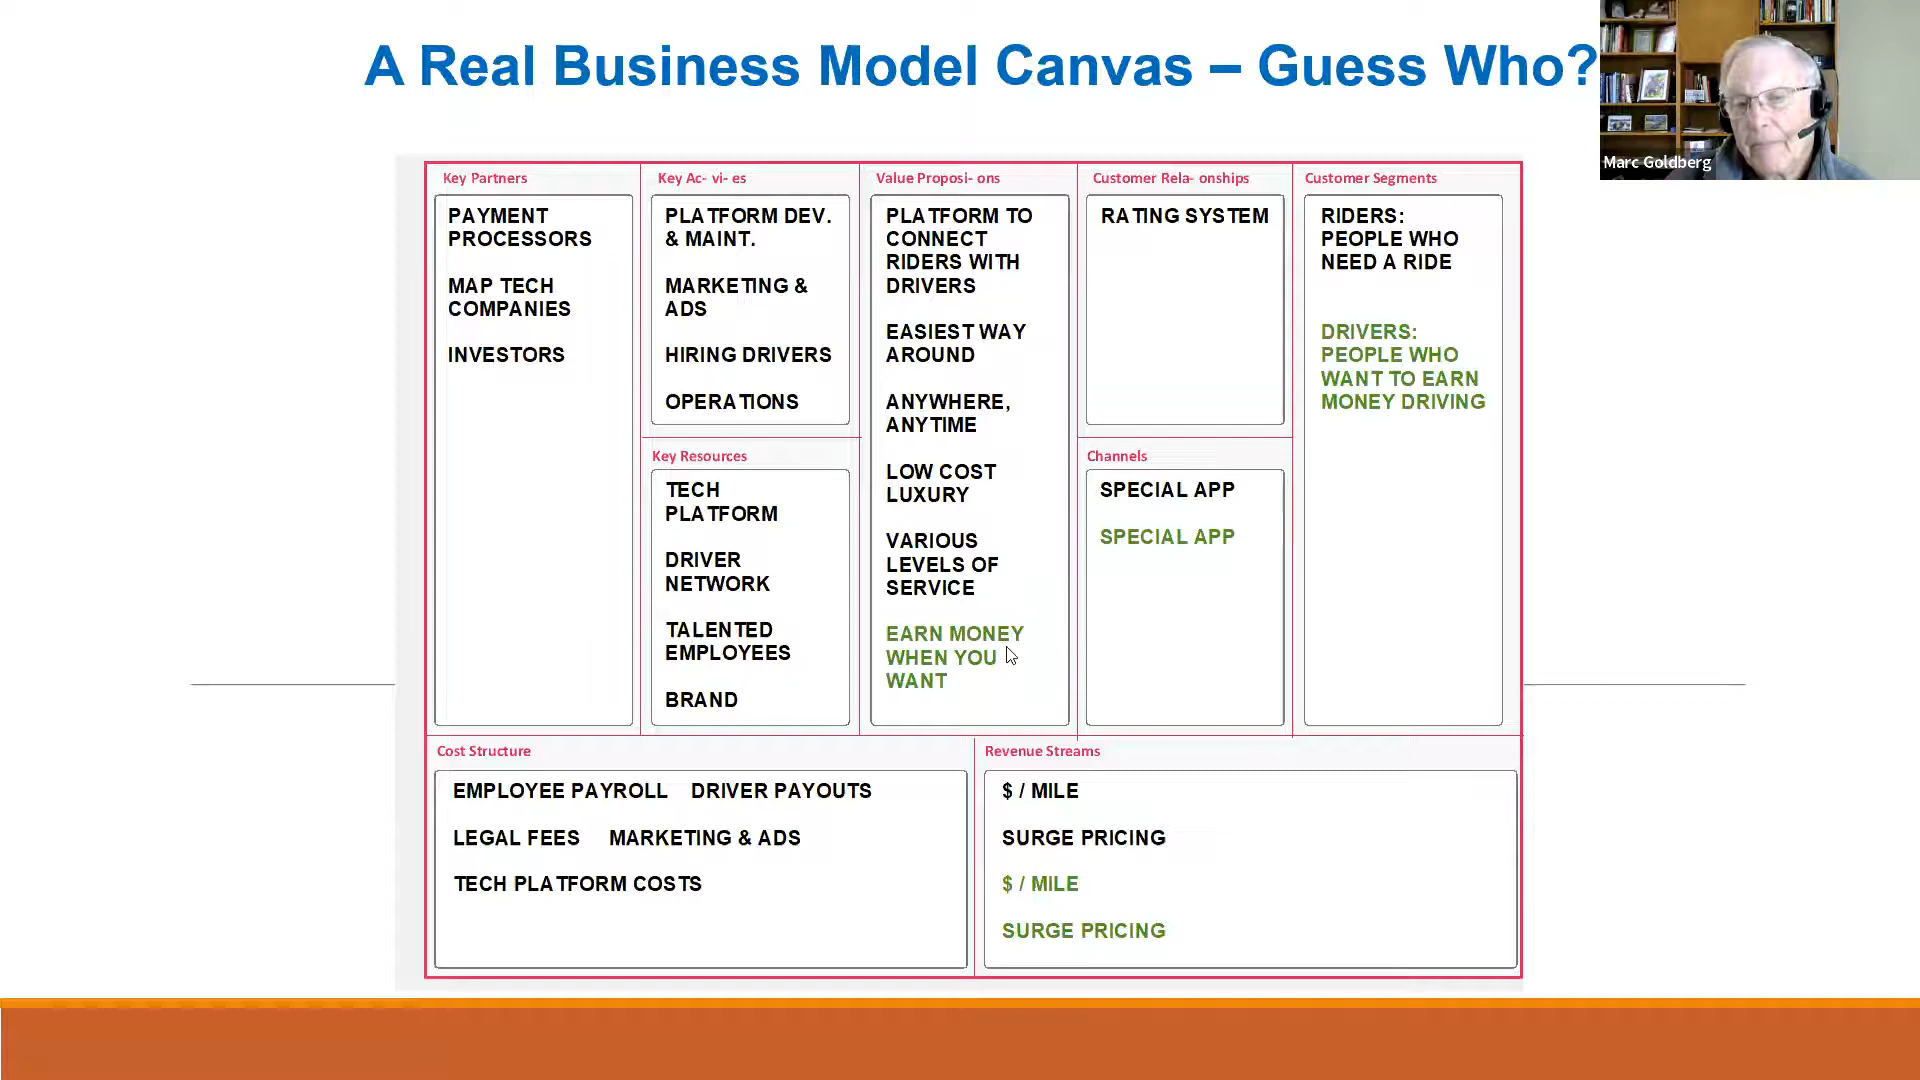 A Real Business Model Canvas – Guess Who?
Marc Goldberg
Key Partners
PAYMENT
PROCESSORS
MAP TECH
COMPANIES
INVESTORS
Key Ac- vi- es
PLATFORM DEV.
& MAINT.
MARKETING &
ADS
HIRING DRIVERS
OPERATIONS
Key Resources
TECH
PLATFORM
DRIVER
NETWORK
TALENTED
EMPLOYEES
BRAND
Value Proposi- ons
PLATFORM TO
CONNECT
RIDERS WITH
DRIVERS
EASIEST WAY
AROUND
ANYWHERE,
ANYTIME
LOW COST
LUXURY
VARIOUS
LEVELS OF
SERVICE
EARN MONEY
WHEN YOU
WANT
Customer Rela- onships
RATING SYSTEM
Channels
SPECIAL APP
SPECIAL APP
Customer Segments
RIDERS:
PEOPLE WHO
NEED A RIDE
DRIVERS:
PEOPLE WHO
WANT TO EARN
MONEY DRIVING
Cost Structure
EMPLOYEE PAYROLL DRIVER PAYOUTS
LEGAL FEES MARKETING & ADS
TECH PLATFORM COSTS
Revenue Streams
$ / MILE
SURGE PRICING
$ / MILE
SURGE PRICING